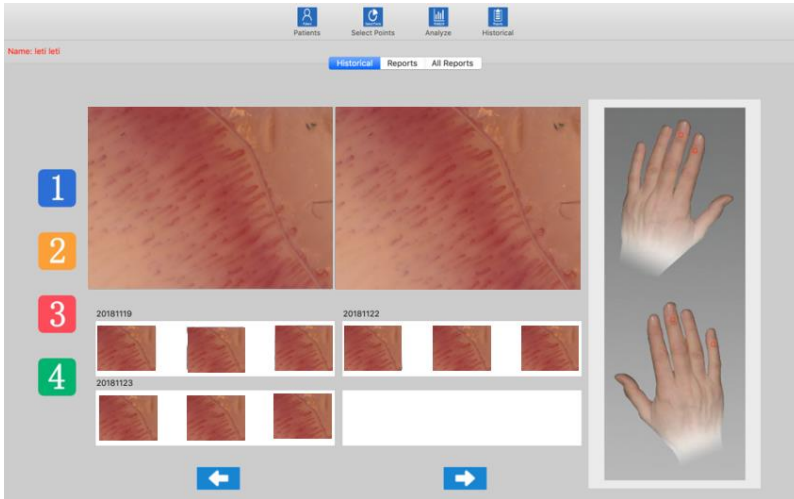 Patients Select Points Analyze Historical
Name: leti leti
Historical Reports All Reports
1
2
3
4
20181119 20181122
20181123